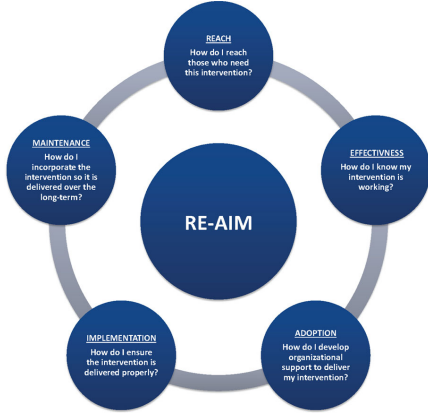 REACH
How do I reach
those who need
this intervention?
EFFECTIVNESS
How do I know my
intervention is
working?
ADOPTION
How do I develop
organizational
support to deliver
my intervention?
IMPLEMENTATION
How do I ensure
the intervention is
delivered properly?
MAINTENANCE
How do I
incorporate the
intervention so it is
delivered over the
long-term?
RE-AIM